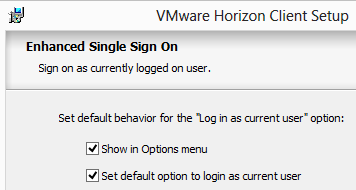 VMware Horizon Client Setup
Enhanced Single Sign On
Sign on as currently logged on user.
Set default behavior for the "Log in as current user" option:
Show in Options menu
Set default option to login as current user